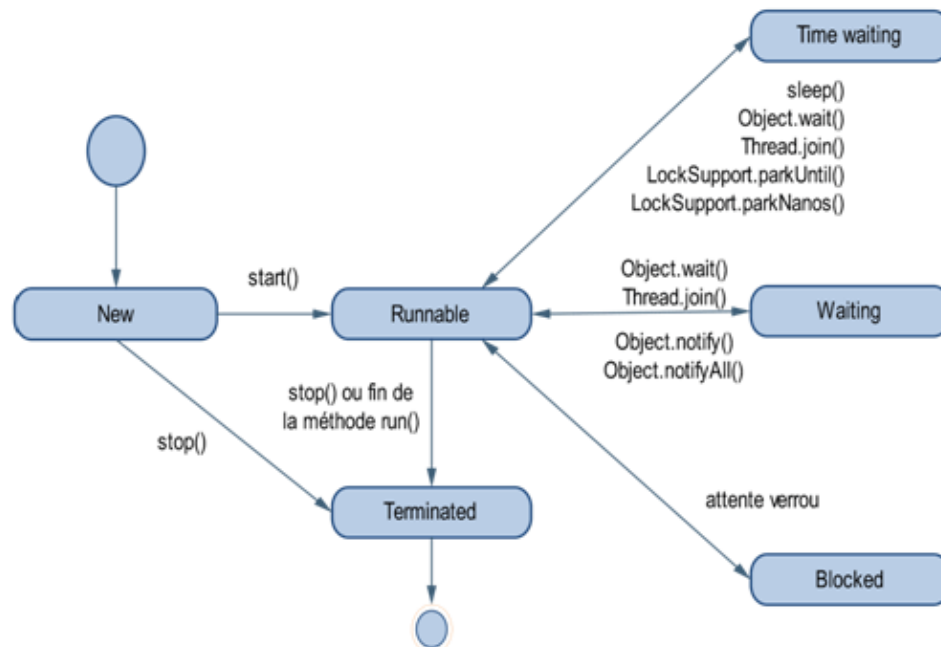 Time waiting
sleep()
Object.wait()
Thread.join()
LockSupport.parkUntil()
LockSupport.parkNanos()
start()
Object.wait()
Thread.join()
New
Runnable
Waiting
Object.notify()
Object.notifyAll()
stop() ou fin de
la méthode run()
stop()
Terminated
attente verrou
Blocked